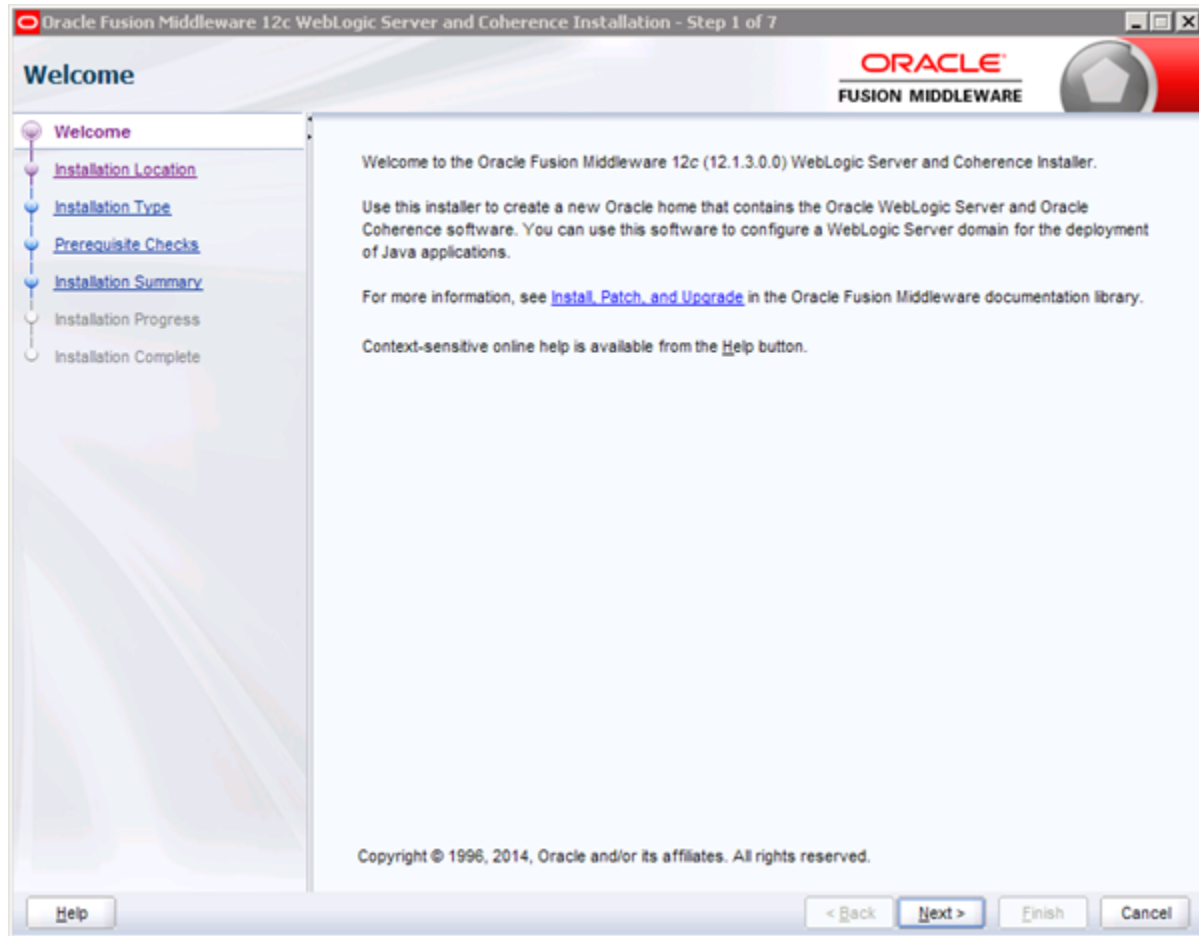 Oracle Fusion Middleware 12c WebLogic Server and Coherence Installation - Step 1 of 7
Welcome
ORACLE
FUSION MIDDLEWARE
Welcome
Installation Location
Installation Type
Prerequisite Checks
Installation Summary
Installation Progress
Installation Complete
Welcome to the Oracle Fusion Middleware 12c (12.1.3.0.0) WebLogic Server and Coherence Installer.
Use this installer to create a new Oracle home that contains the Oracle WebLogic Server and Oracle
Coherence software. You can use this software to configure a WebLogic Server domain for the deployment
of Java applications.
For more information, see Install, Patch, and Upgrade in the Oracle Fusion Middleware documentation library.
Context-sensitive online help is available from the Help button.
Copyright © 1996, 2014, Oracle and/or its affiliates. All rights reserved.
Help
< Back
Next >
Finish
Cancel